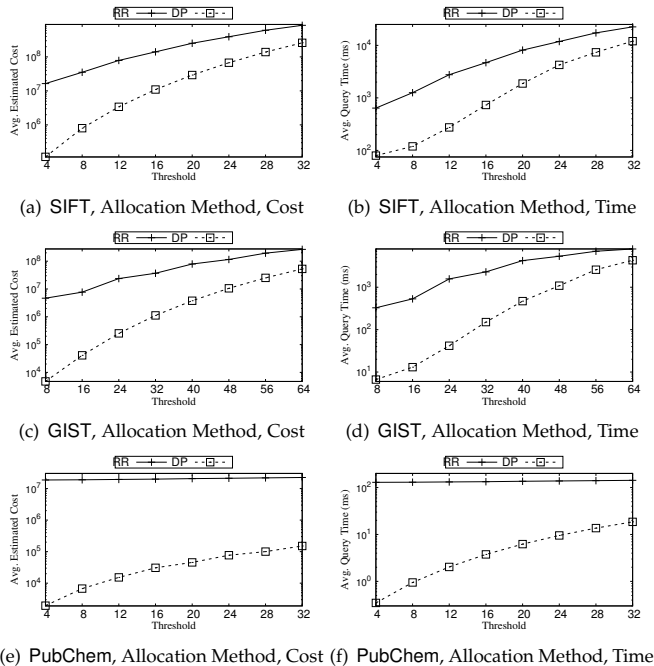 RR DP
Avg. Estimated Cost
10^8
10^7
10^6
4 8 12 16 20 24 28 32
Threshold
(a) SIFT, Allocation Method, Cost
RR DP
Avg. Query Time (ms)
10^4
10^3
10^2
4 8 12 16 20 24 28 32
Threshold
(b) SIFT, Allocation Method, Time
RR DP
Avg. Estimated Cost
10^8
10^7
10^6
10^5
10^4
8 16 24 32 40 48 56 64
Threshold
(c) GIST, Allocation Method, Cost
RR DP
Avg. Query Time (ms)
10^3
10^2
10^1
8 16 24 32 40 48 56 64
Threshold
(d) GIST, Allocation Method, Time
RR DP
Avg. Estimated Cost
10^7
10^6
10^5
10^4
4 8 12 16 20 24 28 32
Threshold
(e) PubChem, Allocation Method, Cost
RR DP
Avg. Query Time (ms)
10^2
10^1
10^0
4 8 12 16 20 24 28 32
Threshold
(f) PubChem, Allocation Method, Time